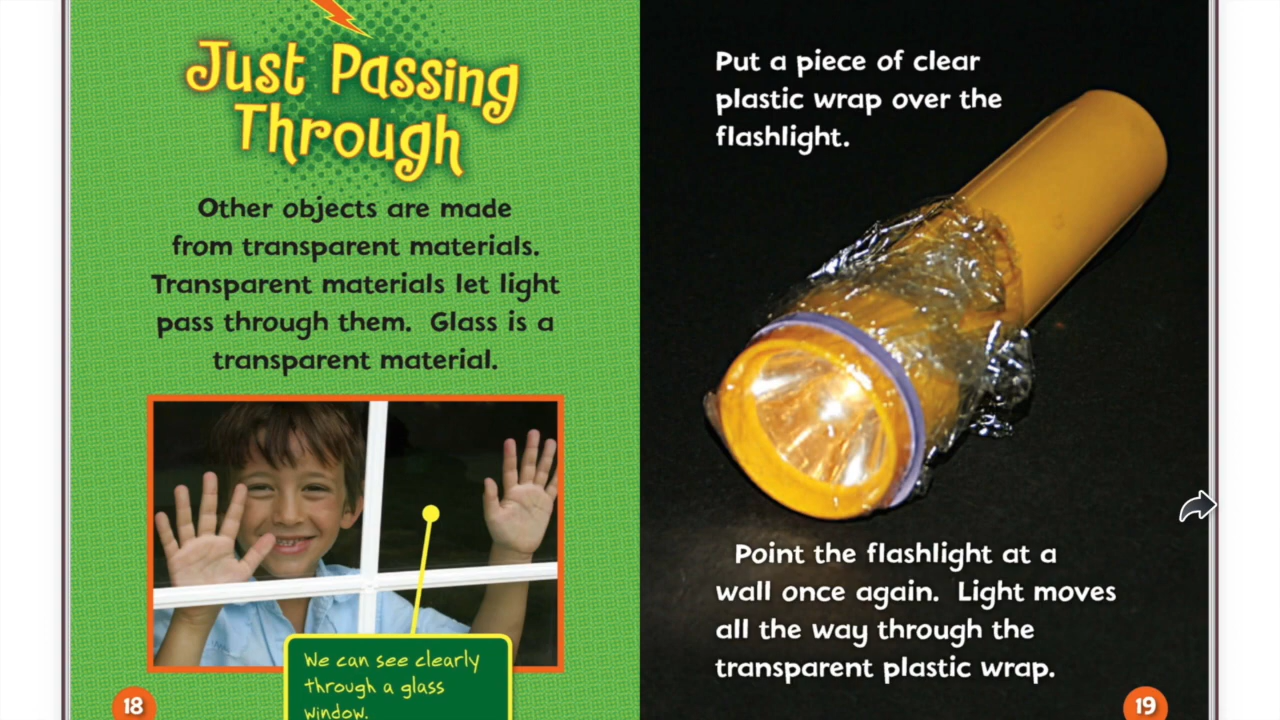 Just Passing
Through
Other objects are made
from transparent materials.
Transparent materials let light
pass through them. Glass is a
transparent material.
We can see clearly
through a glass
window.
18
Put a piece of clear
plastic wrap over the
flashlight.
Point the flashlight at a
wall once again. Light moves
all the way through the
transparent plastic wrap.
19